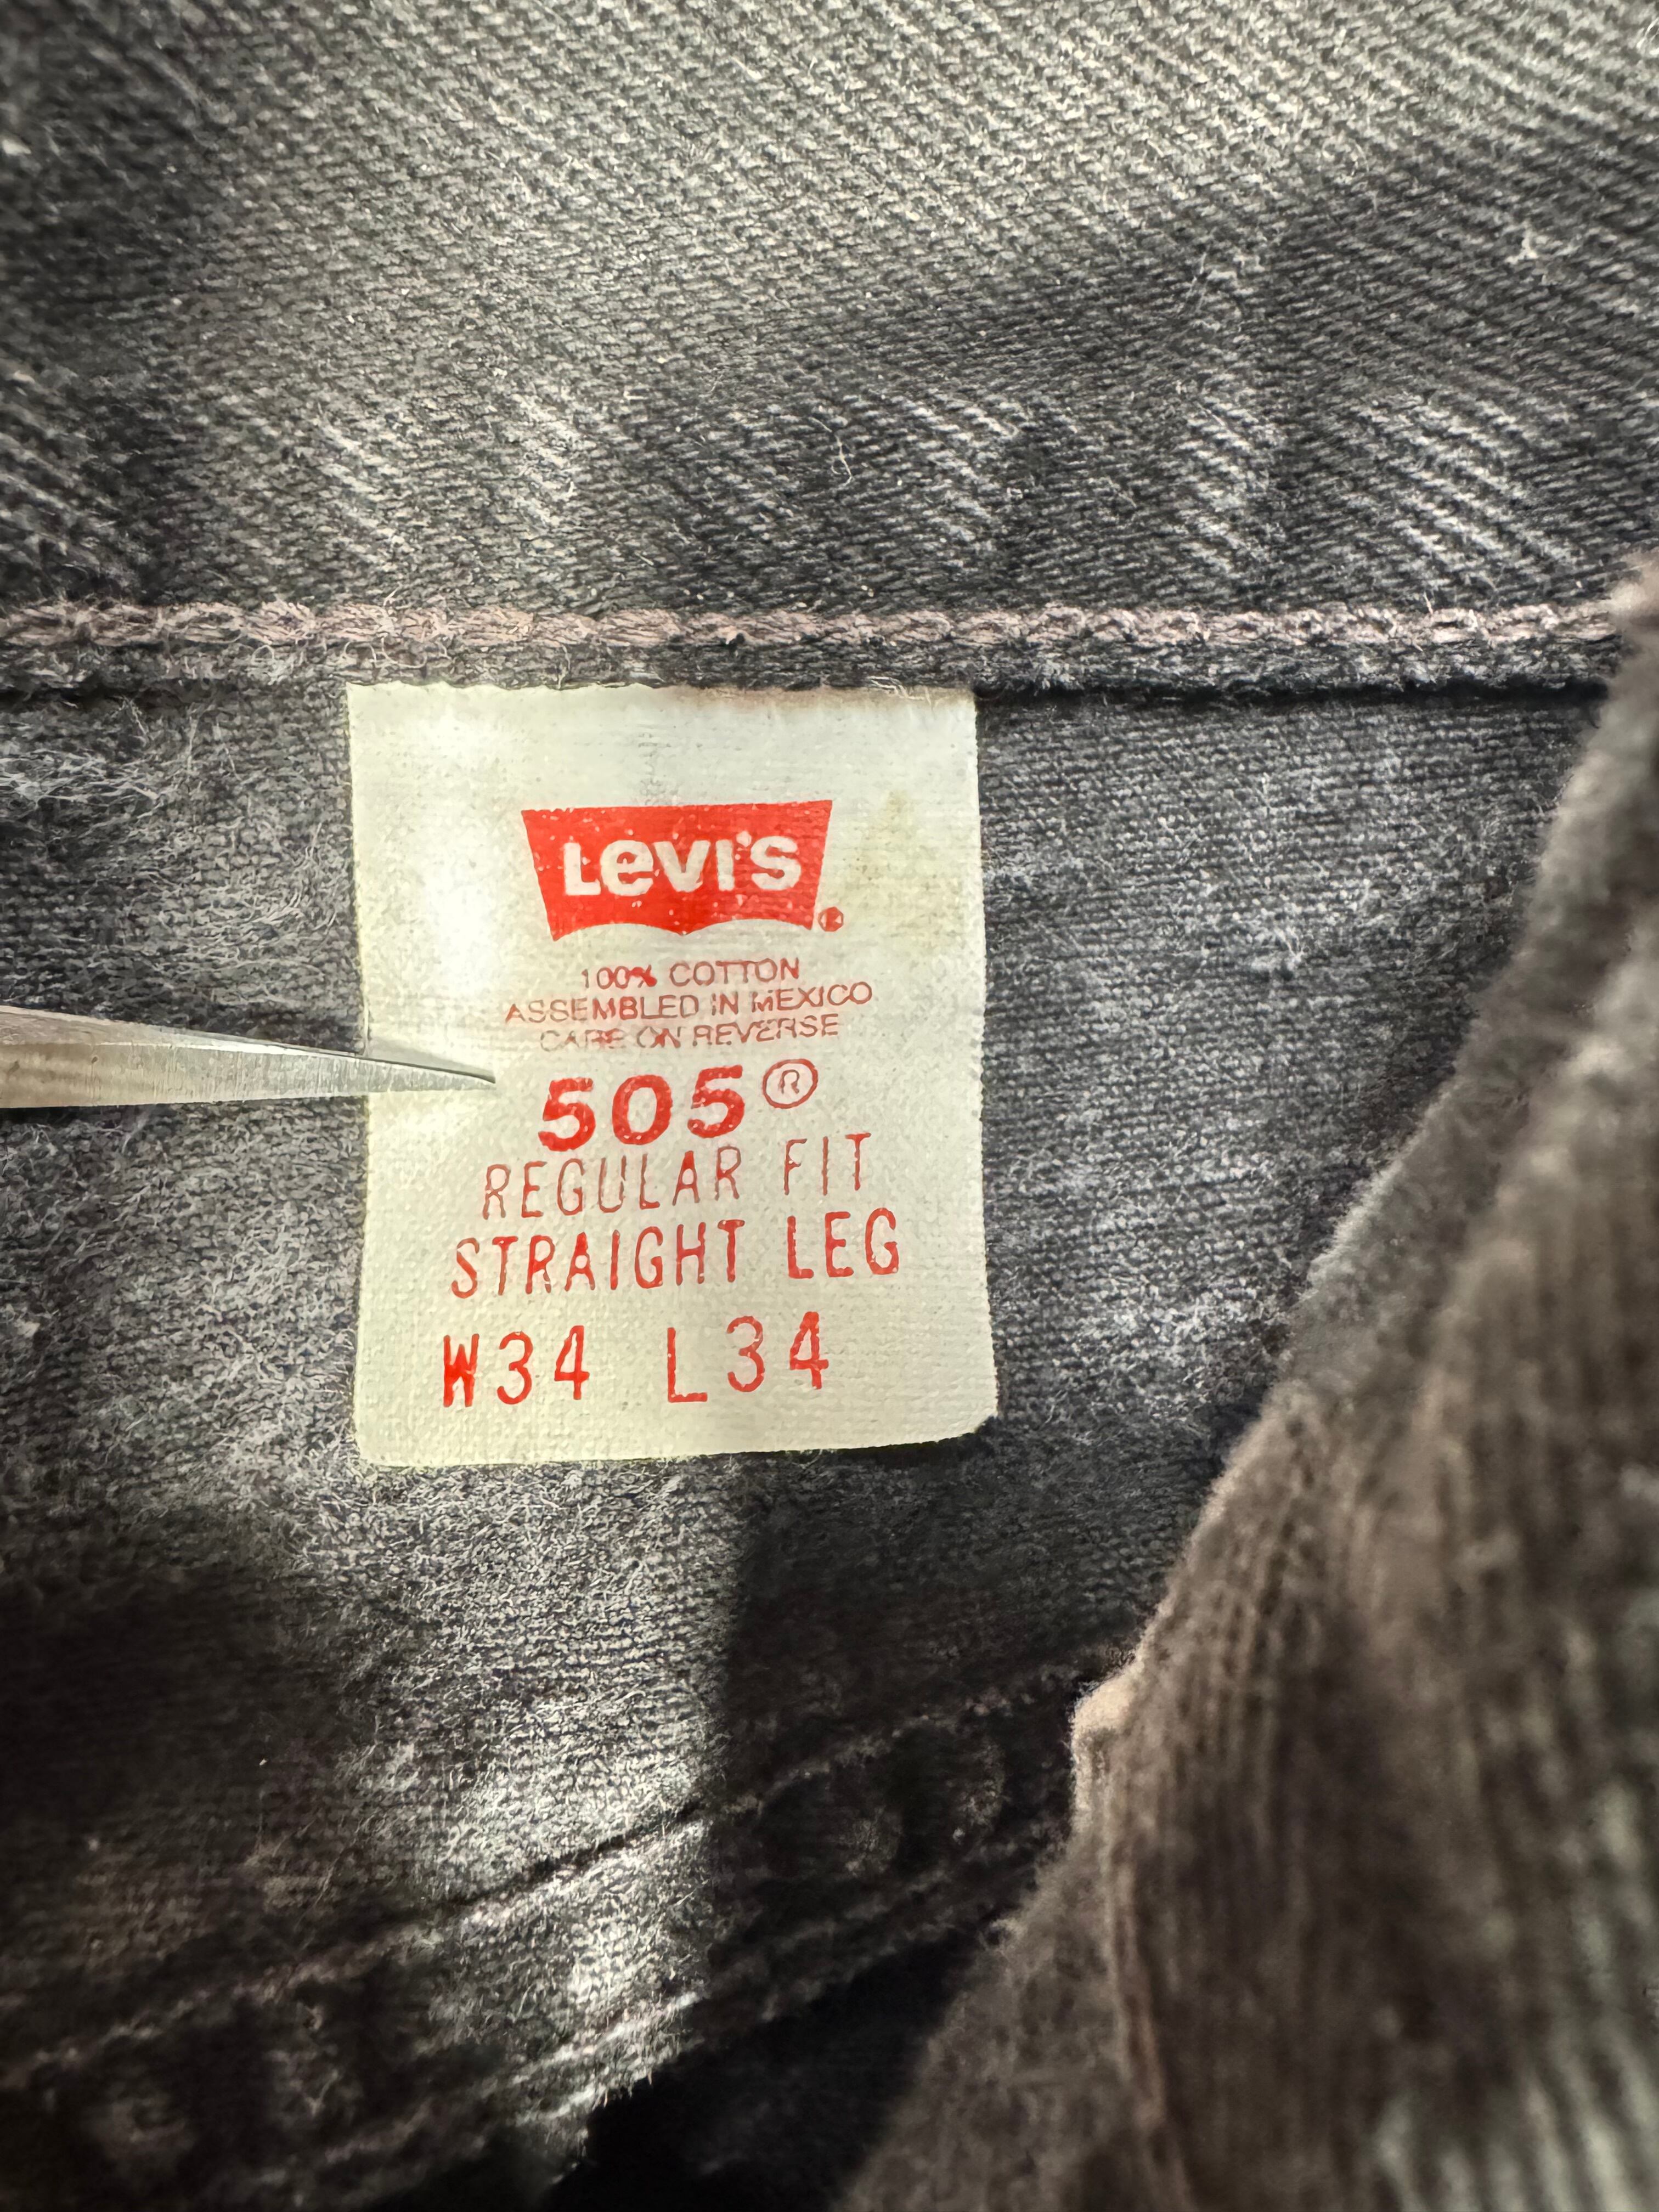 Levi's®
100% COTTON
ASSEMBLED IN MEXICO
CARE ON REVERSE
505®
REGULAR FIT
STRAIGHT LEG
W34 L34